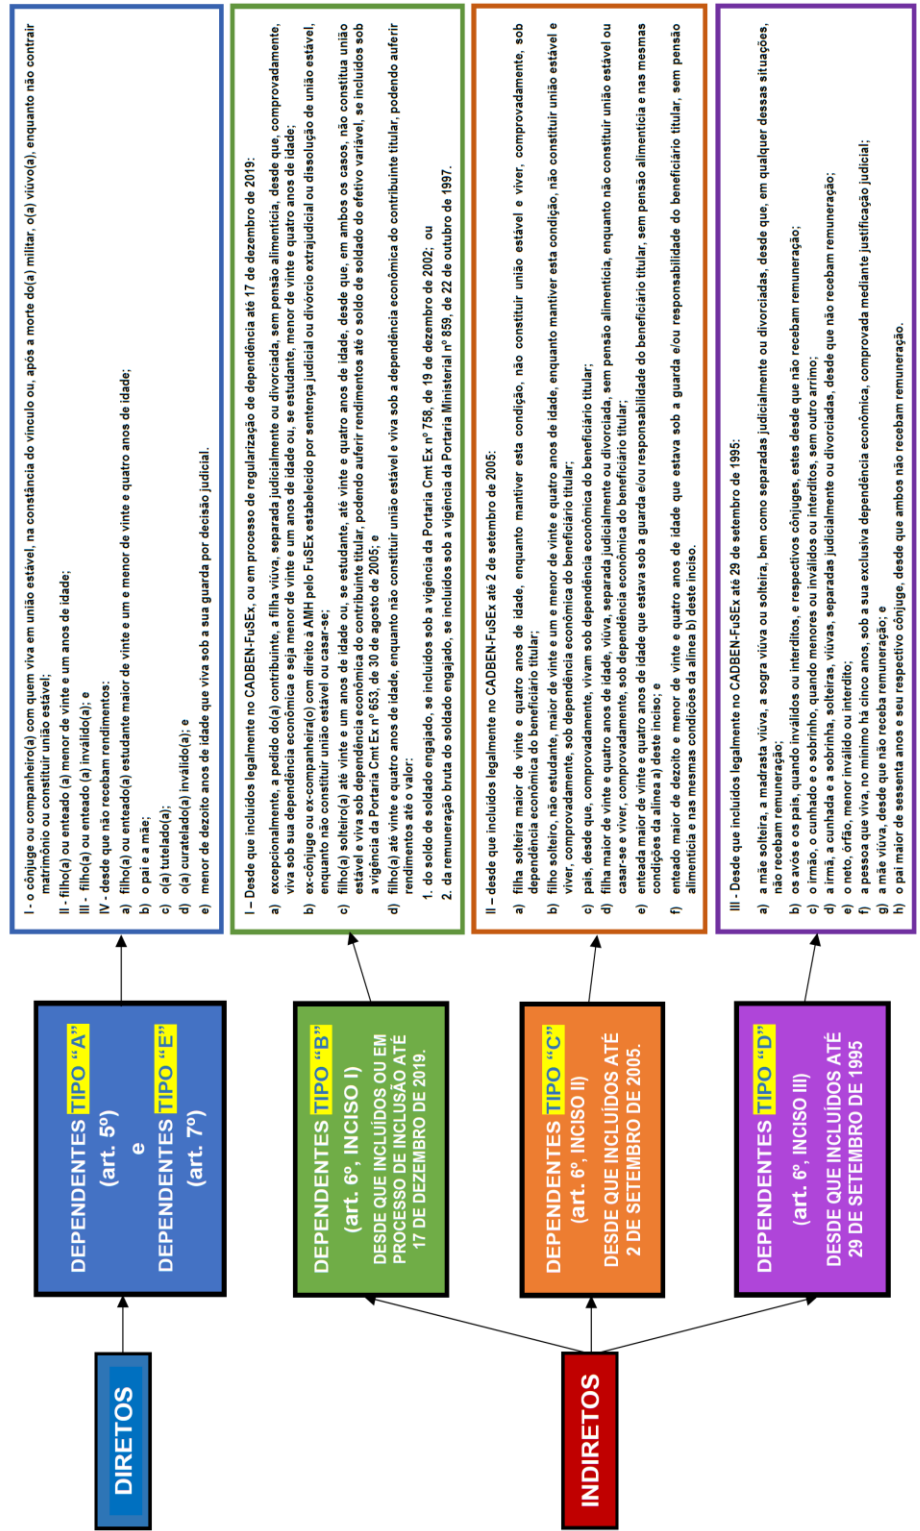 DIRETOS
DEPENDENTES TIPO "A"
(art. 5º)
e
DEPENDENTES TIPO "E"
(art. 7º)
I - o cônjuge ou companheiro(a) com quem viva em união estável, na constância do vínculo ou, após a morte do(a) militar, o(a) viúvo(a), enquanto não contrair
matrimônio ou constituir união estável;
II - filho(a) ou enteado (a) menor de vinte e um anos de idade;
III - filho(a) ou enteado (a) inválido(a); e
IV - desde que não recebam rendimentos:
a) filho(a) ou enteado(a) estudante maior de vinte e um e menor de vinte e quatro anos de idade;
b) o pai e a mãe;
c) o(a) tutelado(a);
d) o(a) curatelado(a) inválido(a); e
e) menor de dezoito anos de idade que viva sob a sua guarda por decisão judicial.
INDIRETOS
DEPENDENTES TIPO "B"
(art. 6º, INCISO I)
DESDE QUE INCLUÍDOS OU EM
PROCESSO DE INCLUSÃO ATÉ
17 DE DEZEMBRO DE 2019.
I – Desde que incluídos legalmente no CADBEN-FuSEx, ou em processo de regularização de dependência até 17 de dezembro de 2019:
a) excepcionalmente, a pedido do(a) contribuinte, a filha viúva, separada judicialmente ou divorciada, sem pensão alimentícia, desde que, comprovadamente,
viva sob sua dependência econômica e seja menor de vinte e um anos de idade ou, se estudante, menor de vinte e quatro anos de idade;
b) ex-cônjuge ou ex-companheira(o) com direito à AMH pelo FuSEx estabelecido por sentença judicial ou divórcio extrajudicial ou dissolução de união estável,
enquanto não constituir união estável ou casar-se;
c) filho(a) solteiro(a) até vinte e um anos de idade ou, se estudante, até vinte e quatro anos de idade, desde que, em ambos os casos, não constitua união
estável e viva sob dependência econômica do contribuinte titular, podendo auferir rendimentos até o soldo de soldado do efetivo variável, se incluídos sob
a vigência da Portaria Cmt Ex nº 653, de 30 de agosto de 2005; e
d) filho(a) até vinte e quatro anos de idade, enquanto não constituir união estável e viva sob a dependência econômica do contribuinte titular, podendo auferir
rendimentos até o valor:
1. do soldo de soldado engajado, se incluídos sob a vigência da Portaria Cmt Ex nº 758, de 19 de dezembro de 2002; ou
2. da remuneração bruta do soldado engajado, se incluídos sob a vigência da Portaria Ministerial nº 859, de 22 de outubro de 1997.
DEPENDENTES TIPO "C"
(art. 6º, INCISO II)
DESDE QUE INCLUÍDOS ATÉ
2 DE SETEMBRO DE 2005.
II – desde que incluídos legalmente no CADBEN-FuSEx até 2 de setembro de 2005:
a) filha solteira maior de vinte e quatro anos de idade, enquanto mantiver esta condição, não constituir união estável e viver, comprovadamente, sob
dependência econômica do beneficiário titular;
b) filho solteiro, não estudante, maior de vinte e um e menor de vinte e quatro anos de idade, enquanto mantiver esta condição, não constituir união estável e
viver, comprovadamente, sob dependência econômica do beneficiário titular;
c) pais, desde que, comprovadamente, vivam sob dependência econômica do beneficiário titular;
d) filha maior de vinte e quatro anos de idade, viúva, separada judicialmente ou divorciada, sem pensão alimentícia, enquanto não constituir união estável ou
casar-se e viver, comprovadamente, sob dependência econômica do beneficiário titular;
e) enteada maior de vinte e quatro anos de idade que estava sob a guarda e/ou responsabilidade do beneficiário titular, sem pensão alimentícia e nas mesmas
condições da alínea a) deste inciso; e
f) enteado maior de dezoito e menor de vinte e quatro anos de idade que estava sob a guarda e/ou responsabilidade do beneficiário titular, sem pensão
alimentícia e nas mesmas condições da alínea b) deste inciso.
DEPENDENTES TIPO "D"
(art. 6º, INCISO III)
DESDE QUE INCLUÍDOS ATÉ
29 DE SETEMBRO DE 1995
III - Desde que incluídos legalmente no CADBEN-FuSEx até 29 de setembro de 1995:
a) a mãe solteira, a madrasta viúva, a sogra viúva ou solteira, bem como separadas judicialmente ou divorciadas, desde que, em qualquer dessas situações,
não recebam remuneração;
b) os avós e os pais, quando inválidos ou interditos, e respectivos cônjuges, estes desde que não recebam remuneração;
c) o irmão, o cunhado e o sobrinho, quando menores ou inválidos ou interditos, sem outro arrimo;
d) a irmã, a cunhada e a sobrinha, solteiras, viúvas, separadas judicialmente ou divorciadas, desde que não recebam remuneração;
e) o neto, órfão, menor inválido ou interdito;
f) a pessoa que viva, no mínimo há cinco anos, sob a sua exclusiva dependência econômica, comprovada mediante justificação judicial;
g) a mãe viúva, desde que não receba remuneração; e
h) o pai maior de sessenta anos e seu respectivo cônjuge, desde que ambos não recebam remuneração.